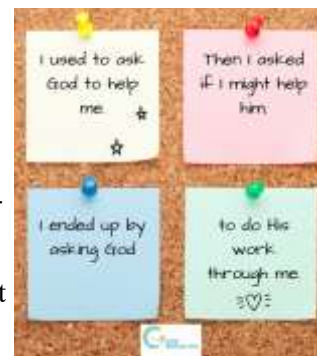 I used to ask
God to help
me
Then I asked
if I might help
him
I ended up by
asking God
to do His
work
through me